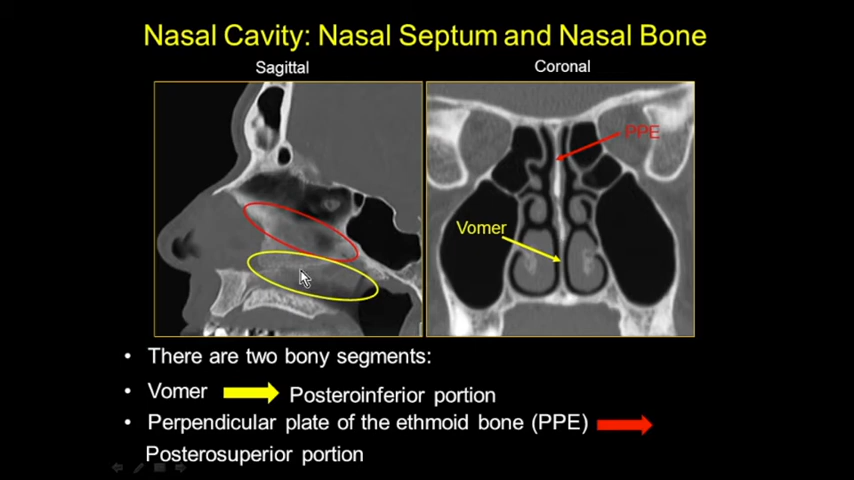 Nasal Cavity: Nasal Septum and Nasal Bone
Sagittal
Coronal
PPE
Vomer
• There are two bony segments:
• Vomer Posteroinferior portion
• Perpendicular plate of the ethmoid bone (PPE)
Posterosuperior portion